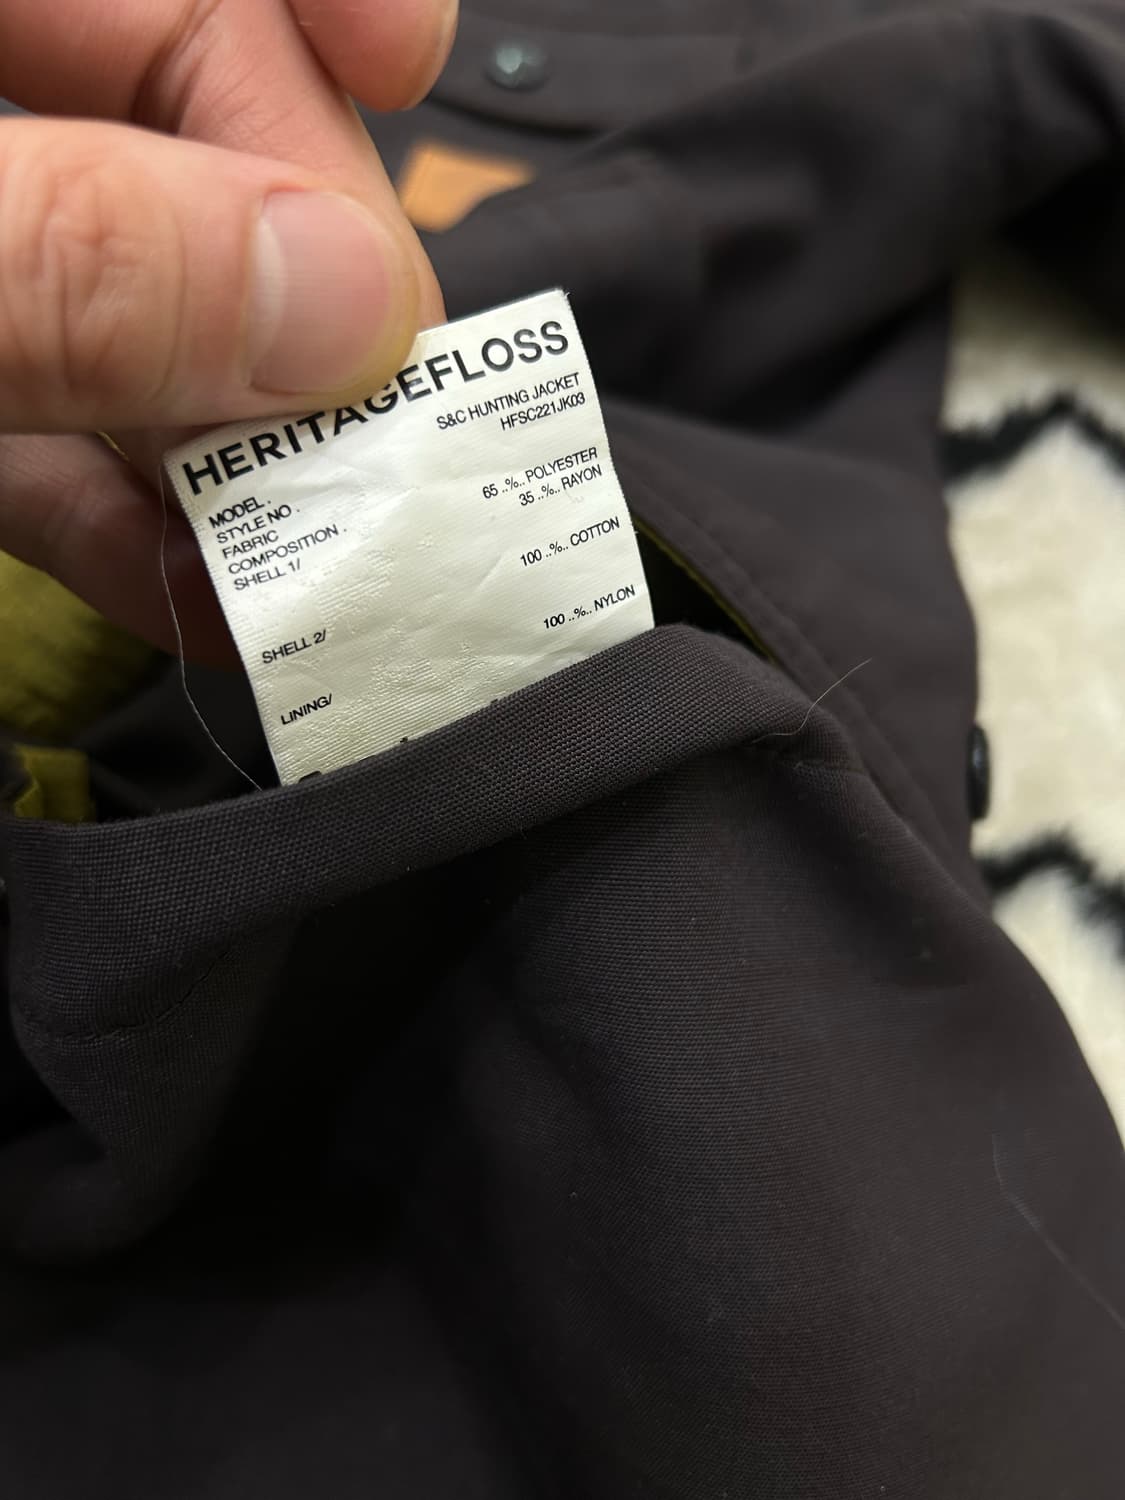 HERITAGEFLOSS
MODEL . S&C HUNTING JACKET
STYLE NO . HFSC221JK03
FABRIC
COMPOSITION .
SHELL 1/ 65 ..%.. POLYESTER
35 ..%.. RAYON
SHELL 2/ 100 ..%.. COTTON
LINING/ 100 ..%.. NYLON